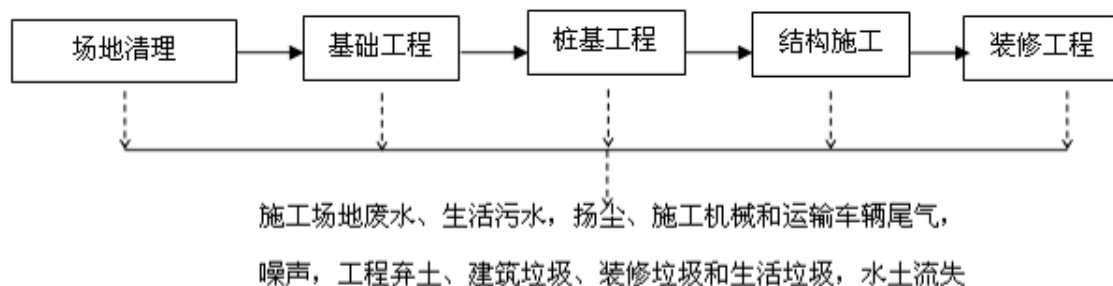 场地清理
基础工程
桩基工程
结构施工
装修工程
施工场地废水、生活污水，扬尘、施工机械和运输车辆尾气，
噪声，工程弃土、建筑垃圾、装修垃圾和生活垃圾，水土流失